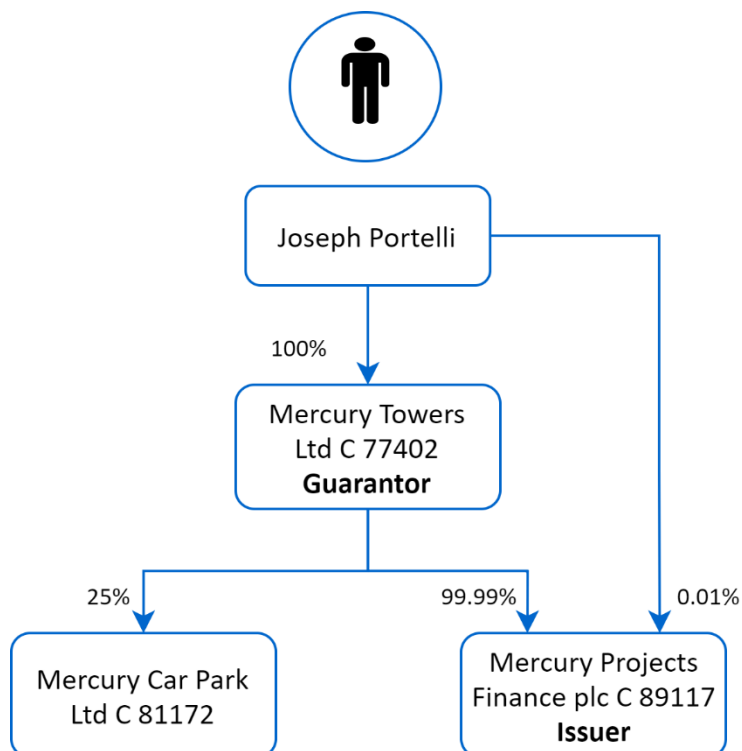 Joseph Portelli
100%
Mercury Towers
Ltd C 77402
Guarantor
25%
99.99%
0.01%
Mercury Car Park
Ltd C 81172
Mercury Projects
Finance plc C 89117
Issuer